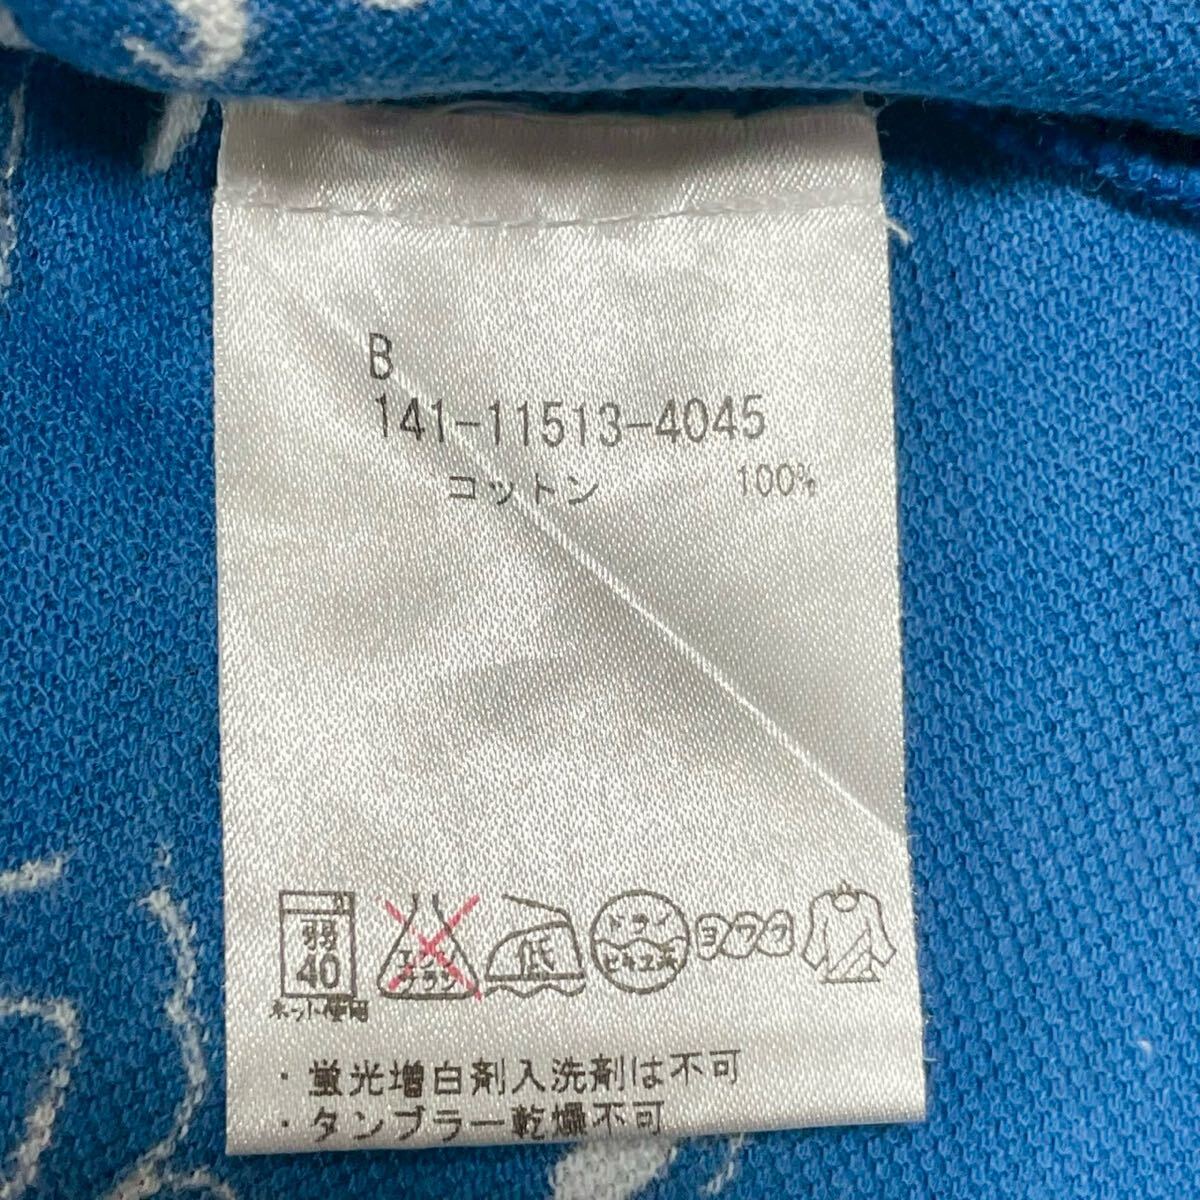 B
141-11513-4045
コットン 100%
弱
40
ネット使用
エンソ
サラシ
低
ドライ
セキユ系
ヨワク
・蛍光増白剤入洗剤は不可
・タンブラー乾燥不可